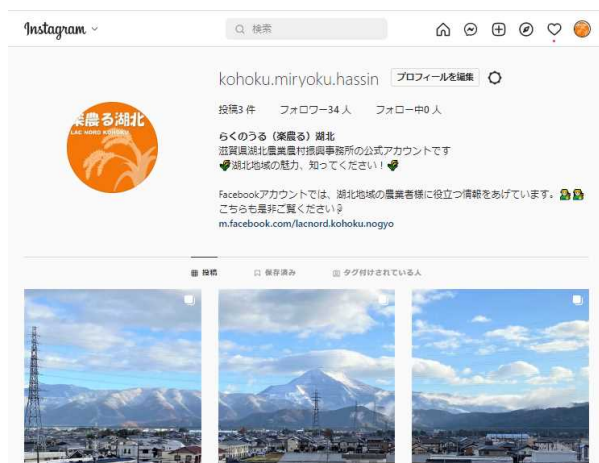 Instagram
検索
kohoku.miryoku.hassin プロフィールを編集
投稿3 件 フォロワー34 人 フォロー中0 人
らくのうる（楽農る）湖北
滋賀県湖北農業農村振興事務所の公式アカウントです
湖北地域の魅力、知ってください！
Facebookアカウントでは、湖北地域の農業者様に役立つ情報をあげています。
こちらも是非ご覧ください
m.facebook.com/lacnord.kohoku.nogyo
楽農る湖北
LAC NORD KOHOKU
投稿 保存済み タグ付けされている人